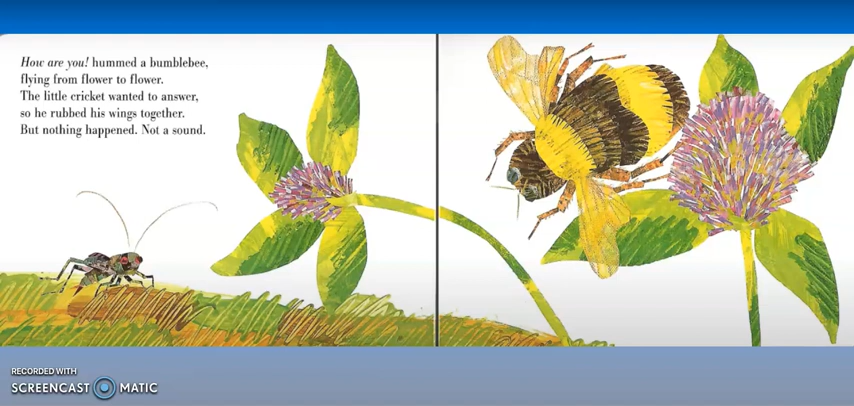 How are you! hummed a bumblebee,
flying from flower to flower.
The little cricket wanted to answer,
so he rubbed his wings together.
But nothing happened. Not a sound.
RECORDED WITH
SCREENCAST MATIC